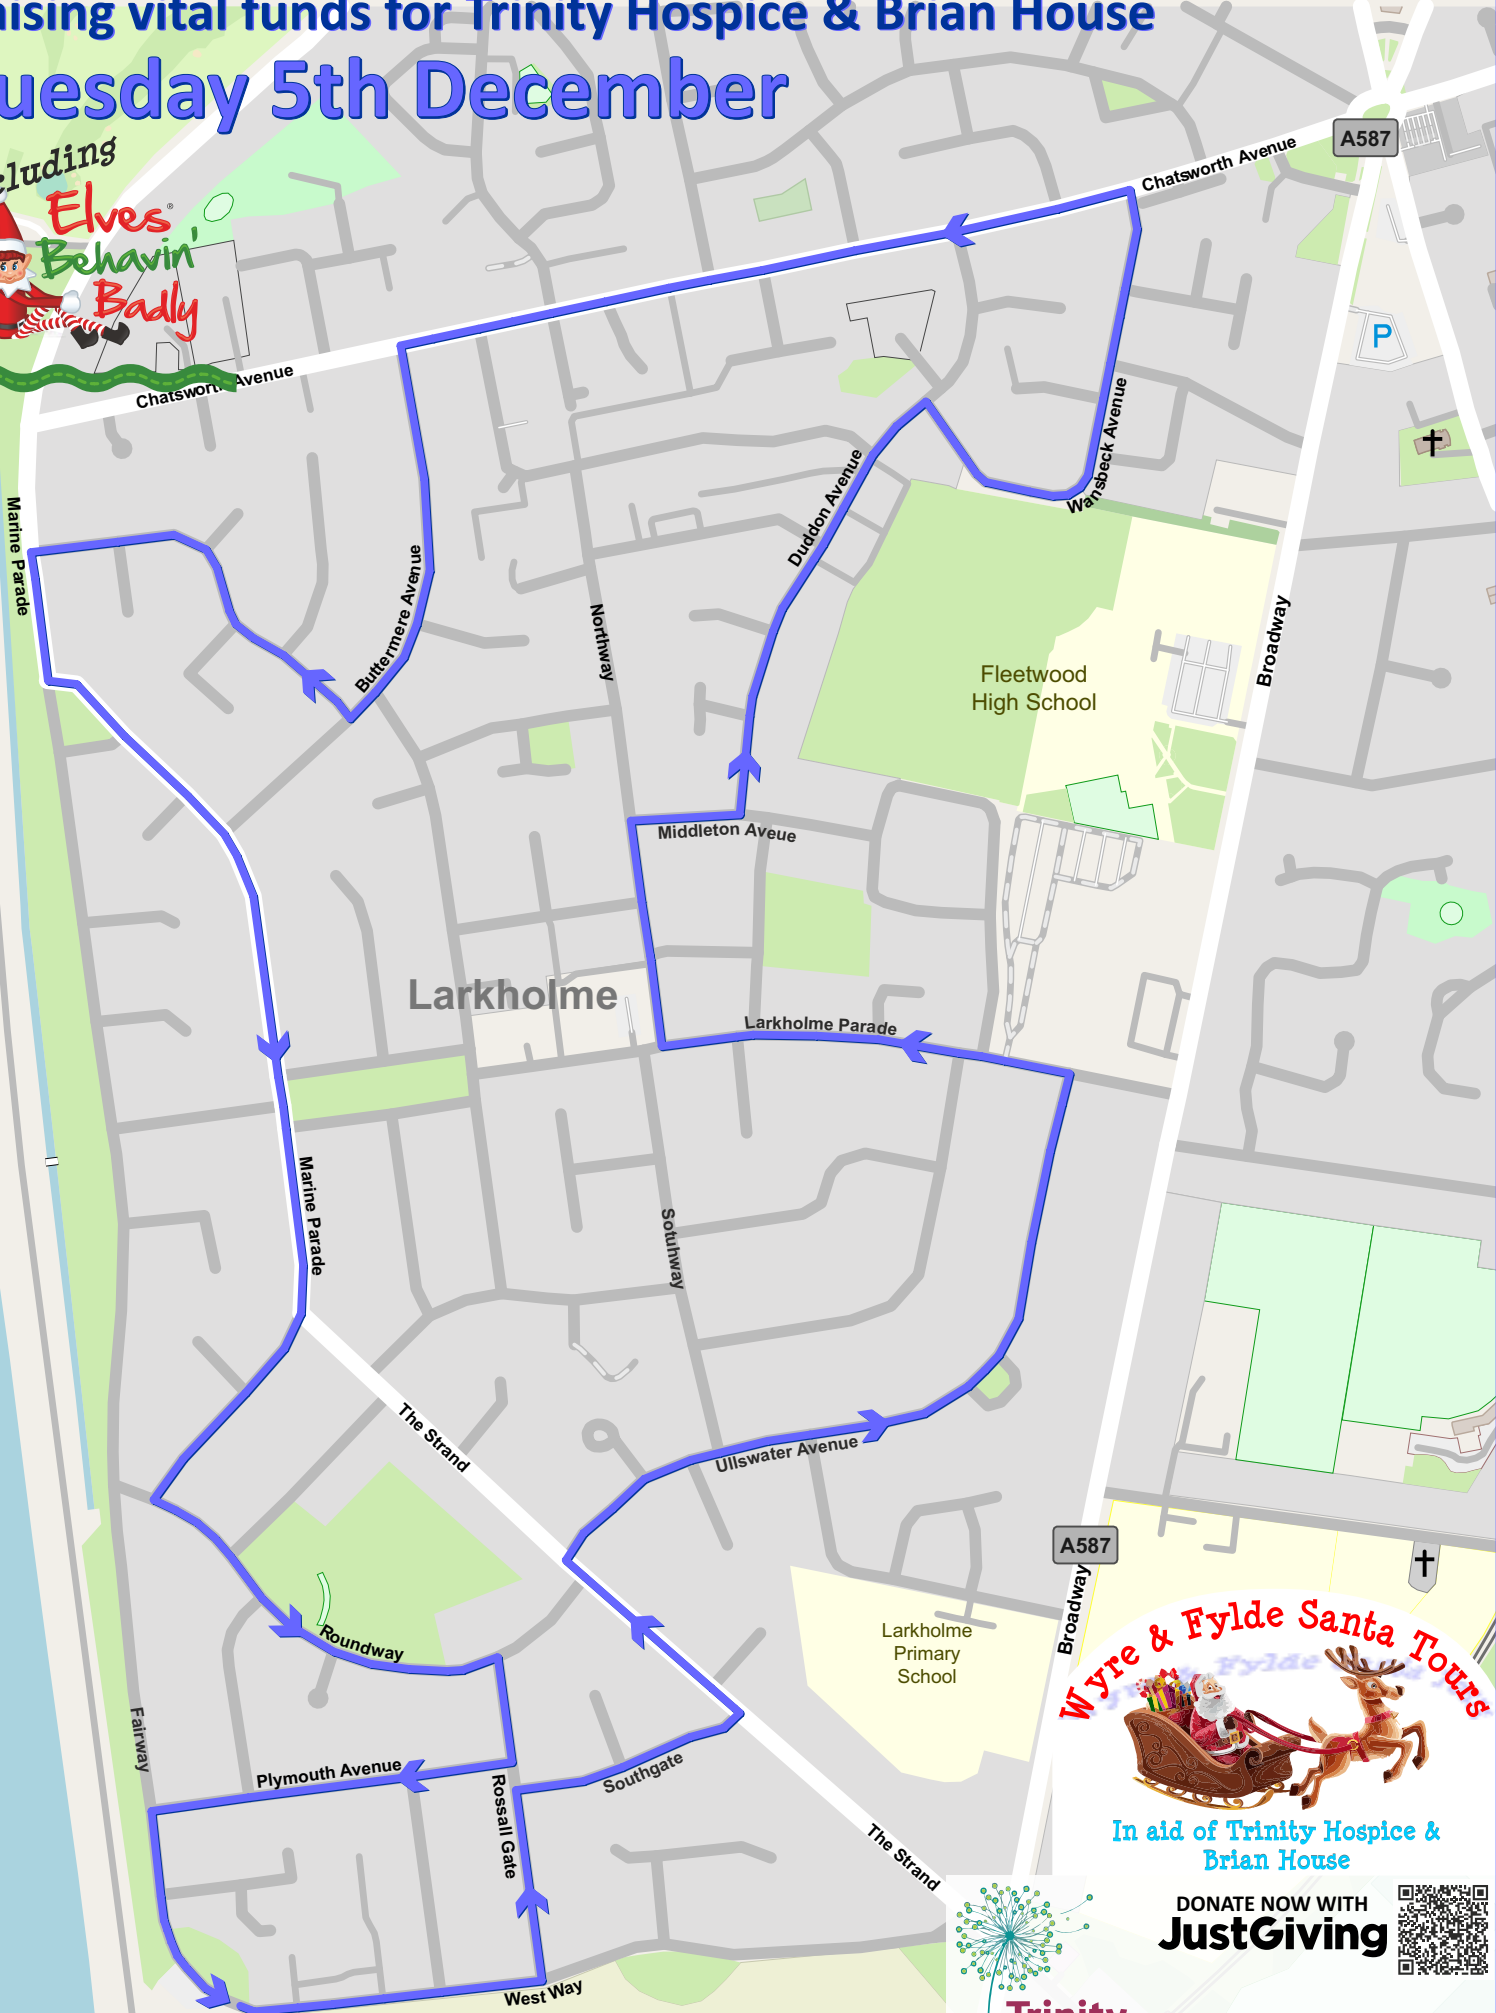 aising vital funds for Trinity Hospice & Brian House
uesday 5th December
cluding
Elves
Behavin'
Badly
A587
Chatsworth Avenue
Chatsworth Avenue
P
Marine Parade
Buttermere Avenue
Northway
Duddon Avenue
Wansbeck Avenue
Broadway
Fleetwood
High School
Middleton Aveue
Larkholme
Larkholme Parade
Marine Parade
Sotuhway
The Strand
Ullswater Avenue
A587
Broadway
Roundway
Larkholme
Primary
School
Fairway
Plymouth Avenue
Rossall Gate
Southgate
The Strand
West Way
Wyre & Fylde Santa Tours
In aid of Trinity Hospice &
Brian House
DONATE NOW WITH
JustGiving
Trinity